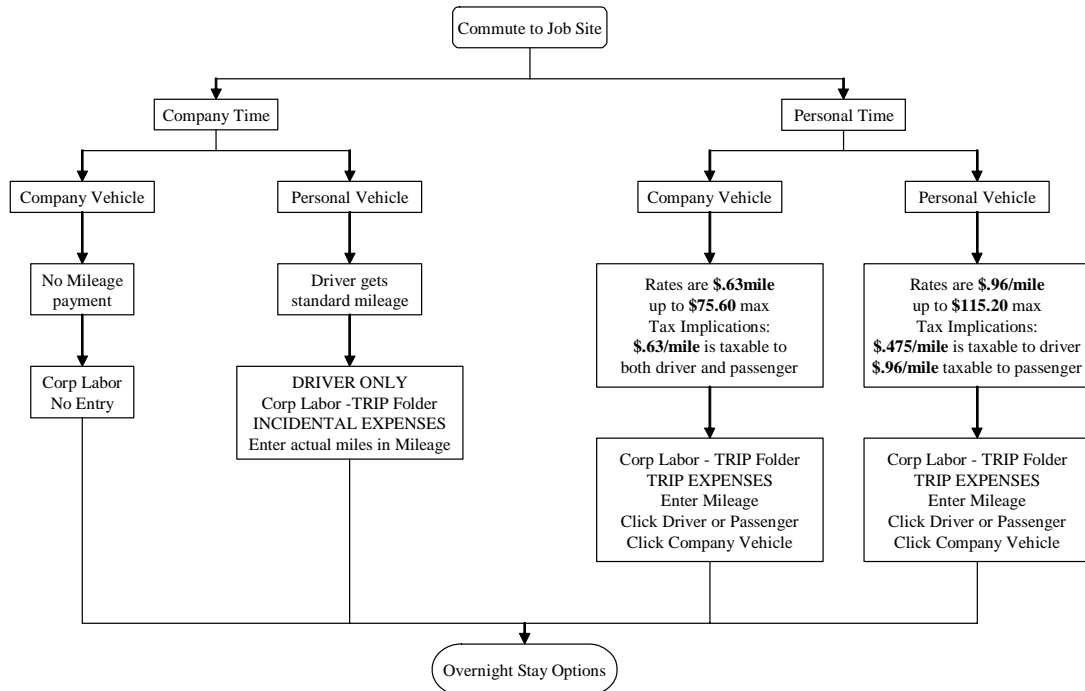 Commute to Job Site
Company Time
Personal Time
Company Vehicle
Personal Vehicle
Company Vehicle
Personal Vehicle
No Mileage
payment
Driver gets
standard mileage
Rates are $.63mile
up to $75.60 max
Tax Implications:
$.63/mile is taxable to
both driver and passenger
Rates are $.96/mile
up to $115.20 max
Tax Implications:
$.475/mile is taxable to driver
$.96/mile taxable to passenger
Corp Labor
No Entry
DRIVER ONLY
Corp Labor -TRIP Folder
INCIDENTAL EXPENSES
Enter actual miles in Mileage
Corp Labor - TRIP Folder
TRIP EXPENSES
Enter Mileage
Click Driver or Passenger
Click Company Vehicle
Corp Labor - TRIP Folder
TRIP EXPENSES
Enter Mileage
Click Driver or Passenger
Click Company Vehicle
Overnight Stay Options